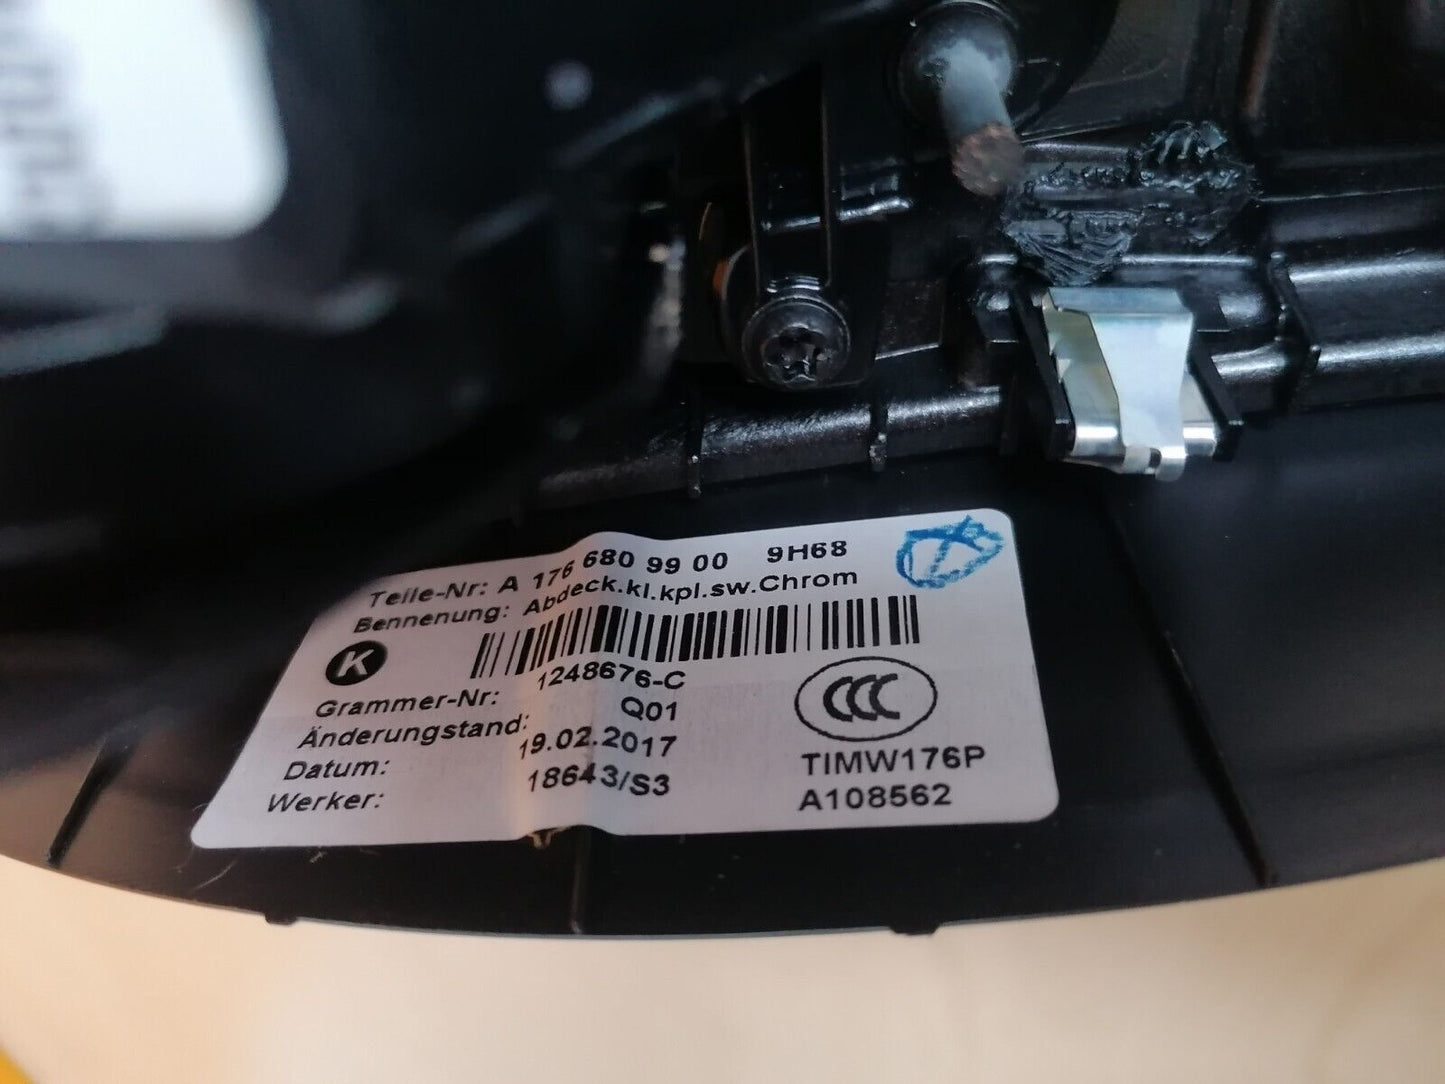 Teile-Nr: A 176 680 99 00 9H68
Bennenung: Abdeck.kl.kpl.sw.Chrom
K
Grammer-Nr: 1248676-C
Änderungstand: Q01
Datum: 19.02.2017
Werker: 18643/S3
CCC
TIMW176P
A108562